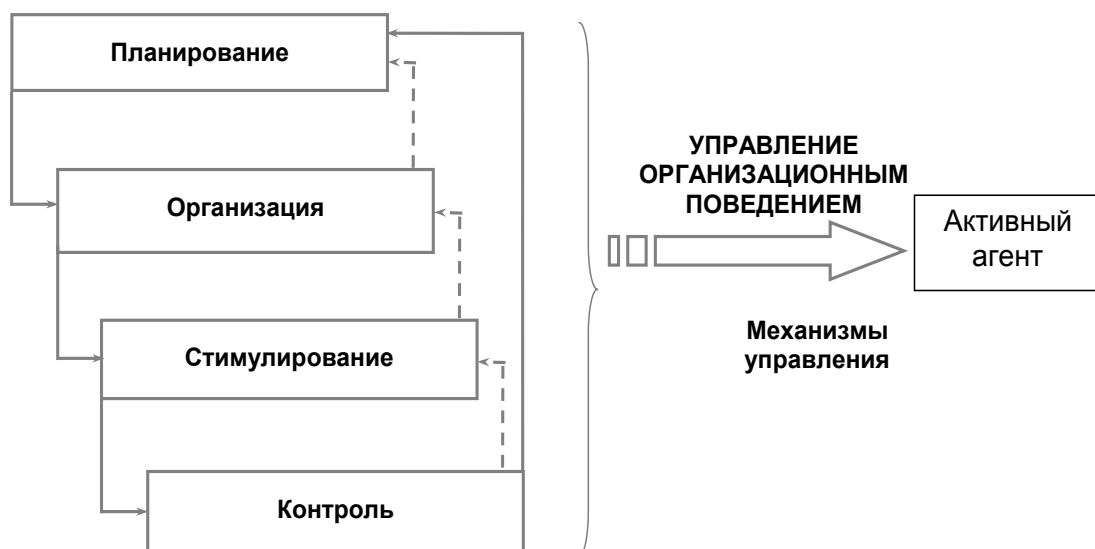 Планирование
Организация
Стимулирование
Контроль
УПРАВЛЕНИЕ
ОРГАНИЗАЦИОННЫМ
ПОВЕДЕНИЕМ
Механизмы
управления
Активный
агент